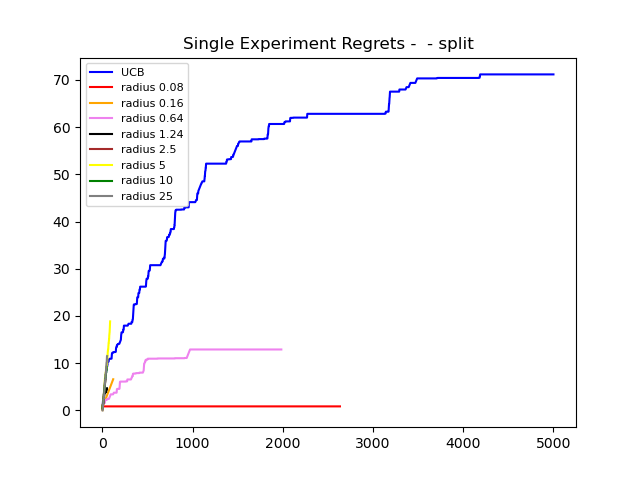 Single Experiment Regrets -  - split
UCB
radius 0.08
radius 0.16
radius 0.64
radius 1.24
radius 2.5
radius 5
radius 10
radius 25
70
60
50
40
30
20
10
0
0 1000 2000 3000 4000 5000